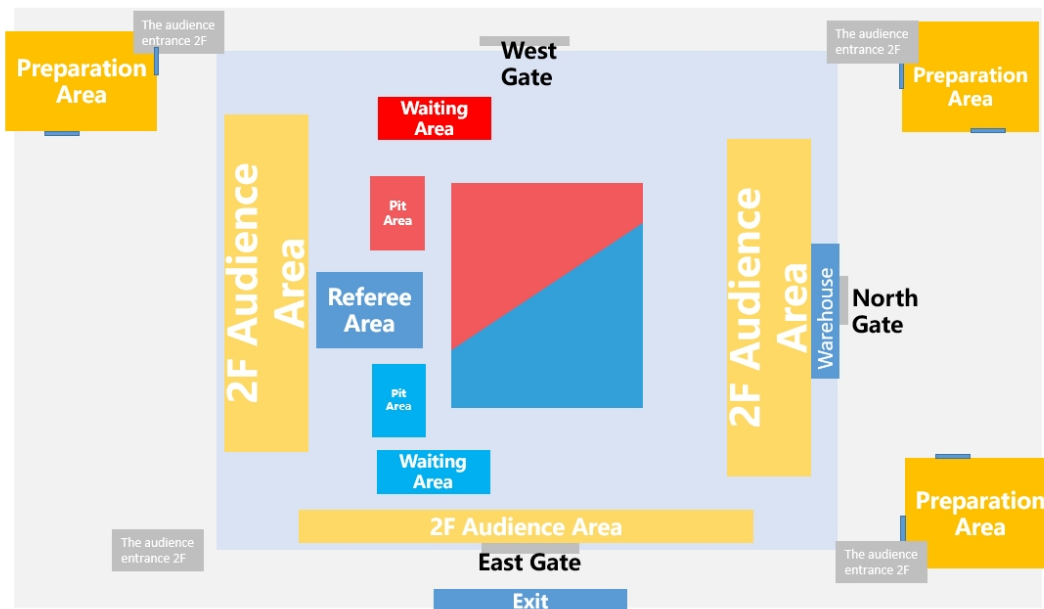 The audience
entrance 2F
Preparation
Area
West
Gate
The audience
entrance 2F
Preparation
Area
Waiting
Area
2F Audience
Area
Pit
Area
Referee
Area
Pit
Area
Waiting
Area
2F Audience
Area
Warehouse
North
Gate
2F Audience Area
The audience
entrance 2F
East Gate
Preparation
Area
The audience
entrance 2F
Exit